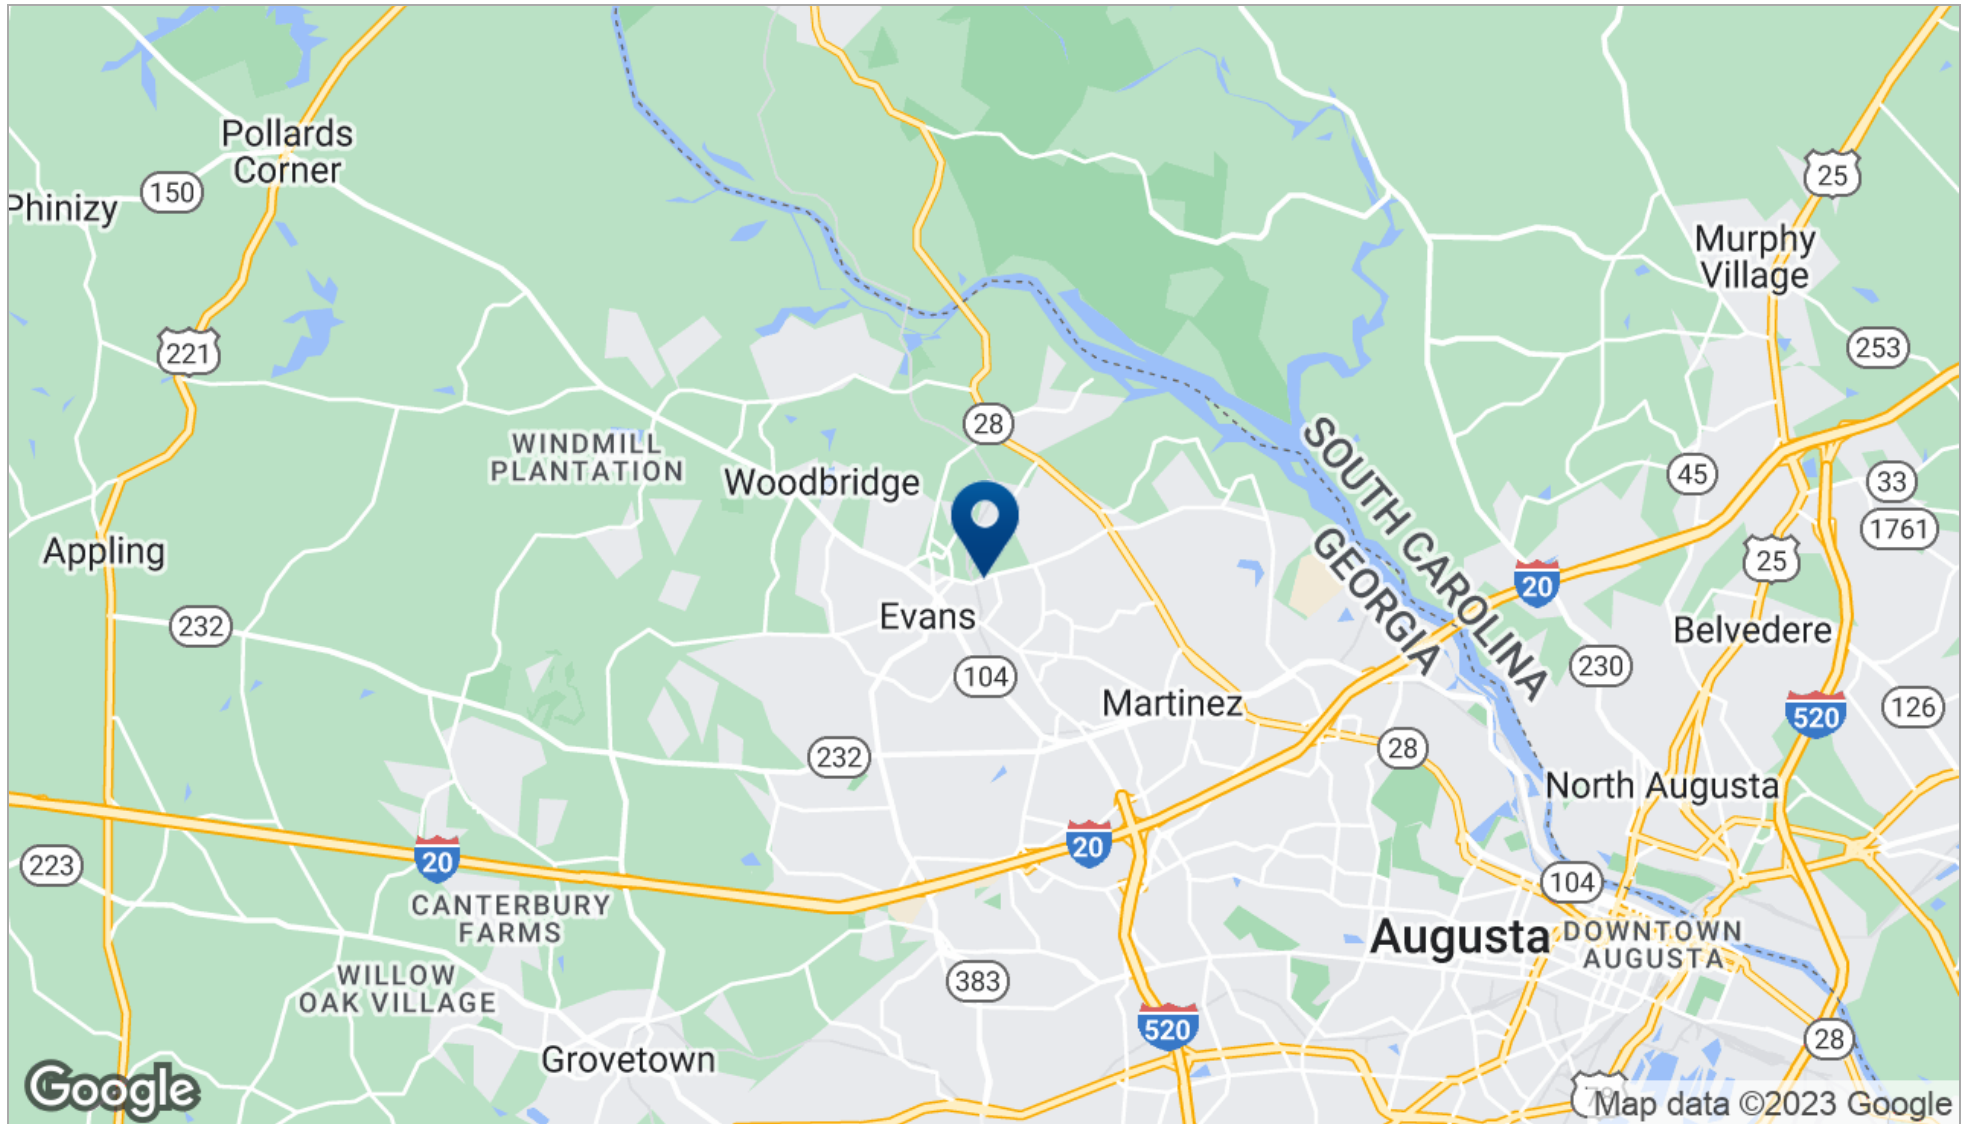 Pollards
Corner
150
Phinizy
25
Murphy
Village
221
253
28
WINDMILL
PLANTATION
Woodbridge
45
33
1761
SOUTH CAROLINA
GEORGIA
Appling
25
20
232
Evans
Belvedere
230
104
Martinez
520
126
28
232
North Augusta
20
20
223
104
CANTERBURY
FARMS
Augusta
DOWNTOWN
AUGUSTA
383
WILLOW
OAK VILLAGE
520
28
Grovetown
Google
78
Map data ©2023 Google